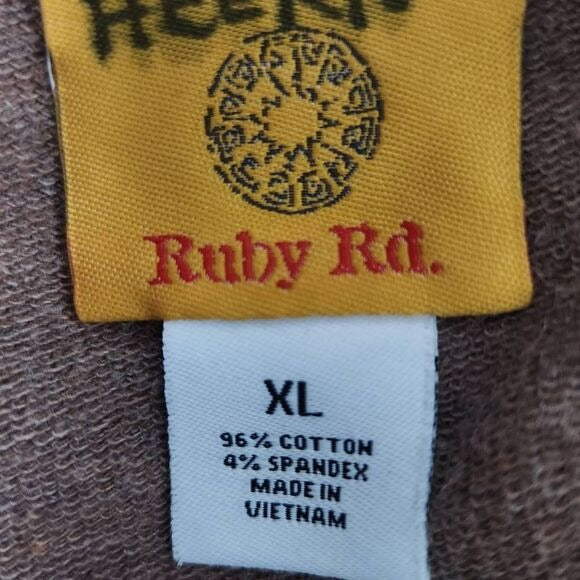 Ruby Rd.
XL
96% COTTON
4% SPANDEX
MADE IN
VIETNAM